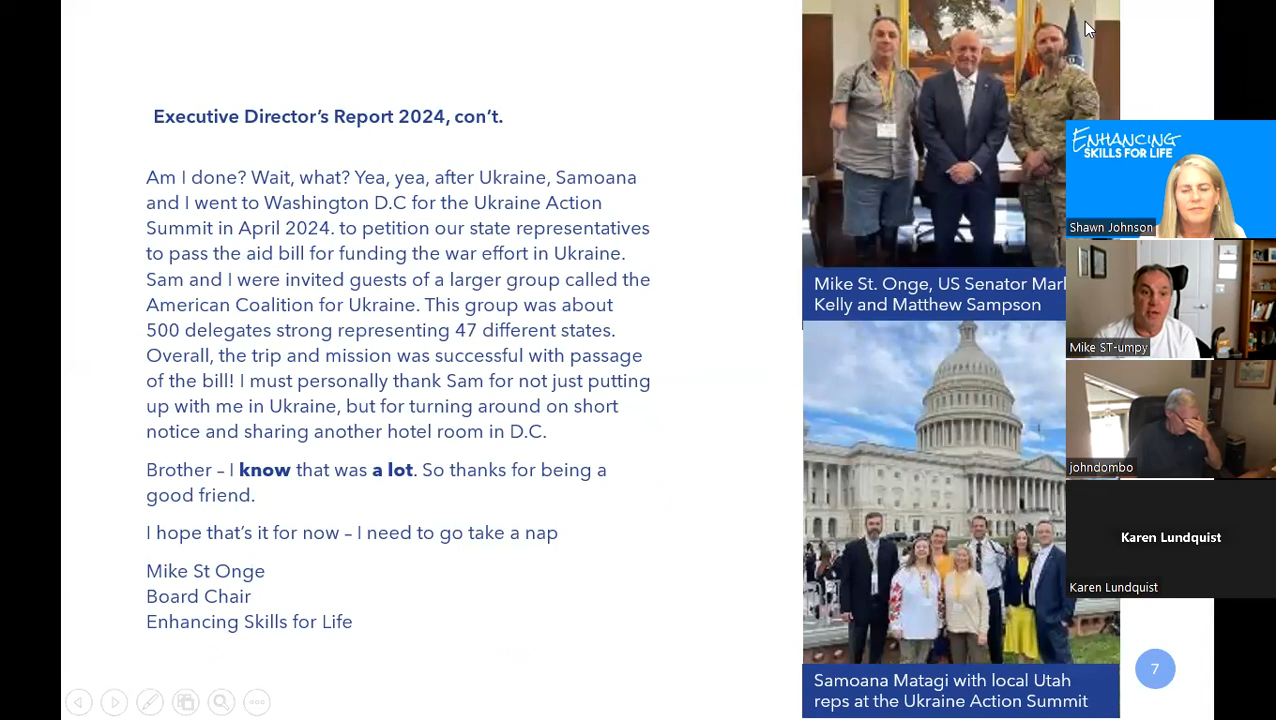 Executive Director's Report 2024, con't.
Am I done? Wait, what? Yea, yea, after Ukraine, Samoana
and I went to Washington D.C for the Ukraine Action
Summit in April 2024. to petition our state representatives
to pass the aid bill for funding the war effort in Ukraine.
Sam and I were invited guests of a larger group called the
American Coalition for Ukraine. This group was about
500 delegates strong representing 47 different states.
Overall, the trip and mission was successful with passage
of the bill! I must personally thank Sam for not just putting
up with me in Ukraine, but for turning around on short
notice and sharing another hotel room in D.C.
Brother – I know that was a lot. So thanks for being a
good friend.
I hope that's it for now – I need to go take a nap
Mike St Onge
Board Chair
Enhancing Skills for Life
Mike St. Onge, US Senator Mark
Kelly and Matthew Sampson
Samoana Matagi with local Utah
reps at the Ukraine Action Summit
7
ENHANCING
SKILLS FOR LIFE
Shawn Johnson
Mike ST-umpy
johndombo
Karen Lundquist
Karen Lundquist